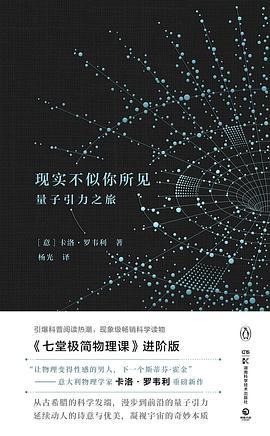 现实不似你所见
量子引力之旅
[意]卡洛·罗韦利 著
杨光 译
引爆科普阅读热潮,现象级畅销科学读物
《七堂极简物理课》进阶版
“让物理变得性感的男人,下一个斯蒂芬·霍金”
——意大利物理学家 卡洛·罗韦利 重磅新作
从古希腊的科学发端,漫步到前沿的量子引力
延续动人的诗意与优美,凝视宇宙的奇妙本质
湖南科学技术出版社